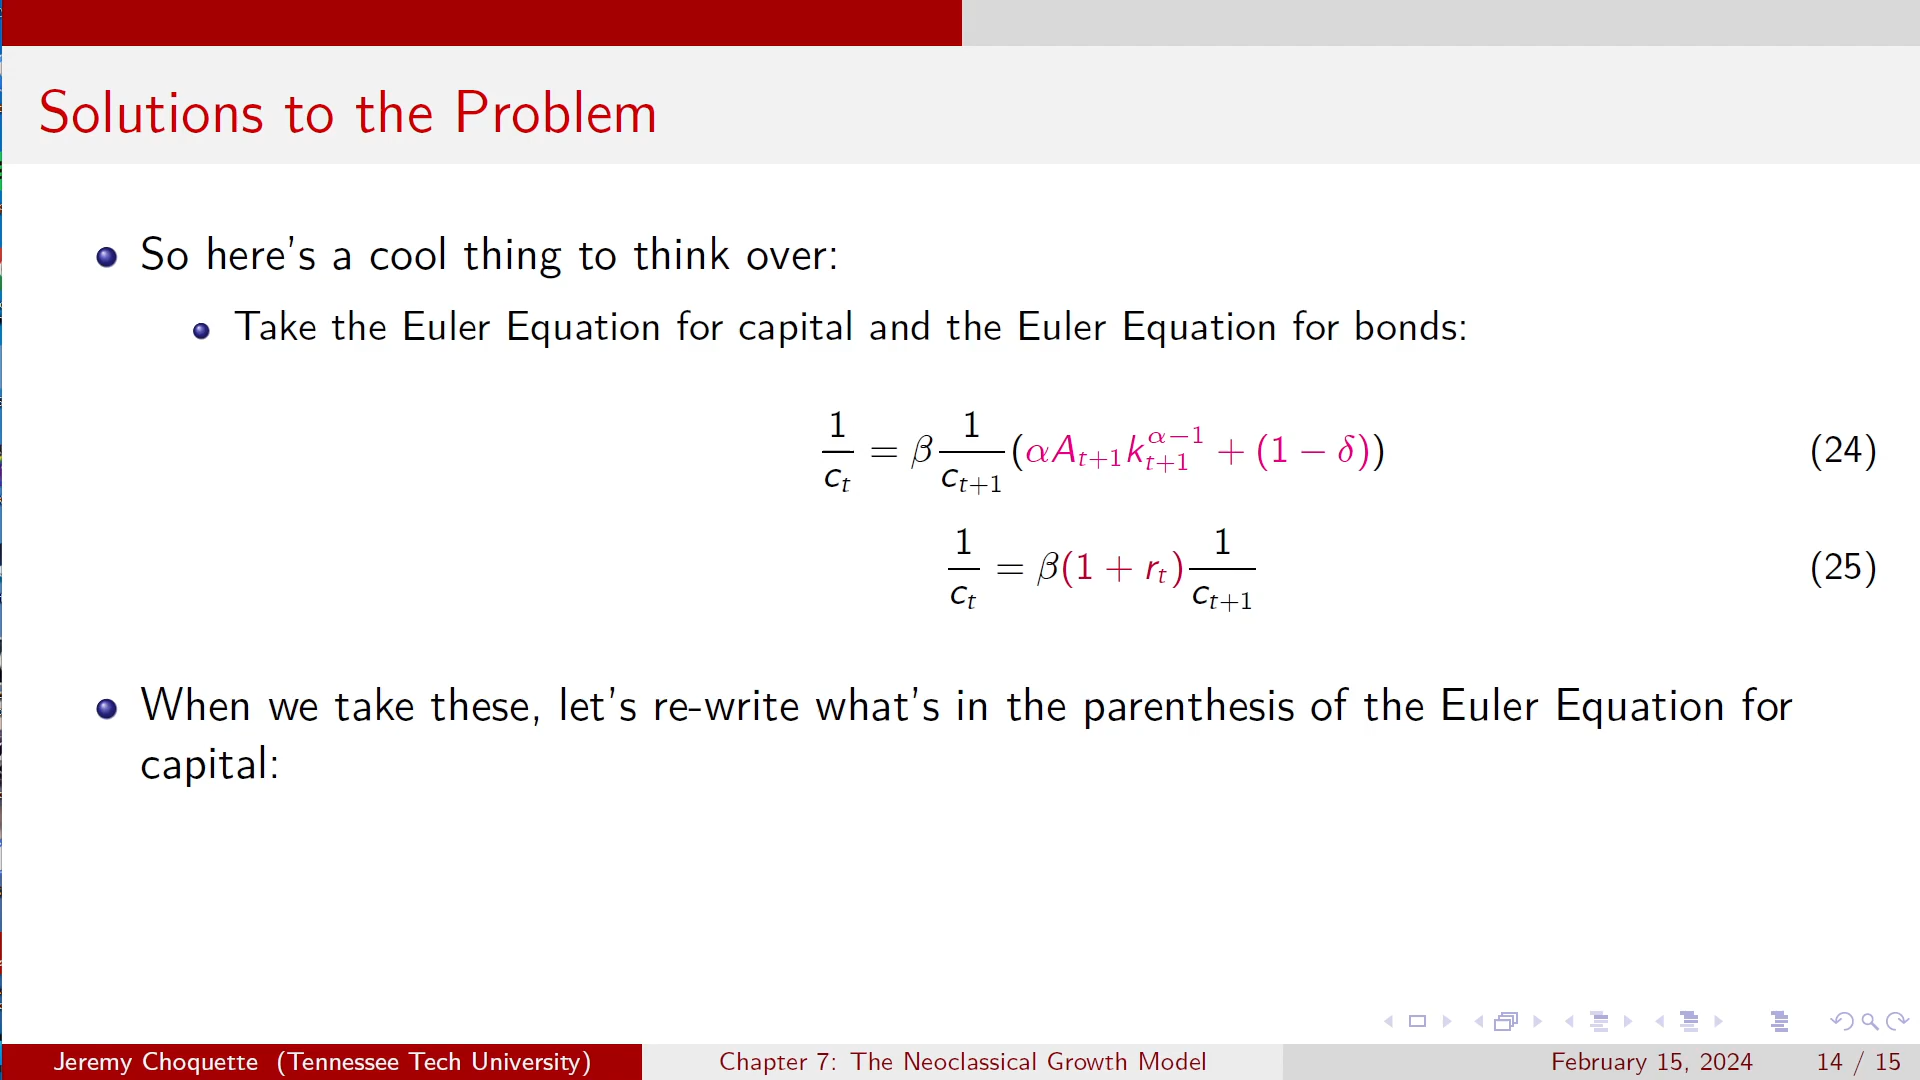 Solutions to the Problem
So here's a cool thing to think over:
Take the Euler Equation for capital and the Euler Equation for bonds:
\frac{1}{c_t} = β\frac{1}{c_{t+1}}(αA_{t+1}k_{t+1}^{α−1} + (1 − δ)) (24)
\frac{1}{c_t} = β(1 + r_t)\frac{1}{c_{t+1}} (25)
When we take these, let's re-write what's in the parenthesis of the Euler Equation for
capital:
Jeremy Choquette (Tennessee Tech University) Chapter 7: The Neoclassical Growth Model February 15, 2024 14 / 15